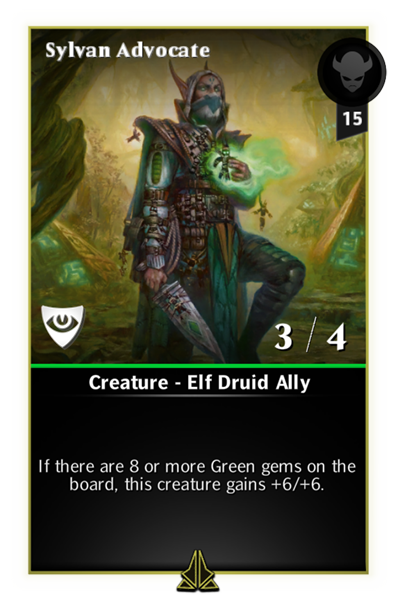 Sylvan Advocate
15
3 / 4
Creature - Elf Druid Ally
If there are 8 or more Green gems on the
board, this creature gains +6/+6.